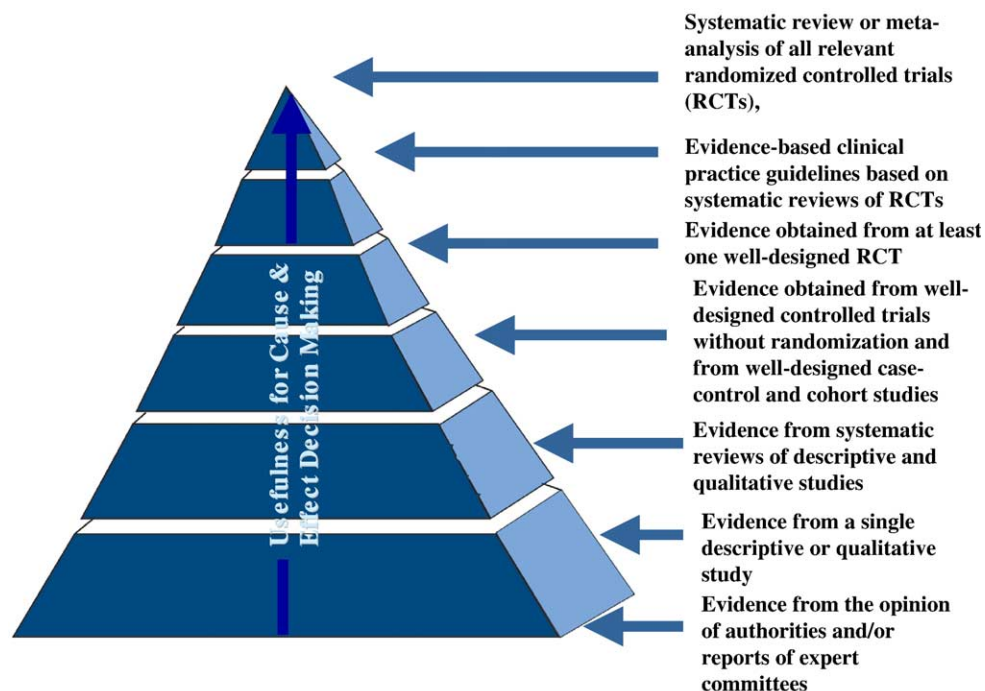 Systematic review or meta-
analysis of all relevant
randomized controlled trials
(RCTs),
Evidence-based clinical
practice guidelines based on
systematic reviews of RCTs
Evidence obtained from at least
one well-designed RCT
Evidence obtained from well-
designed controlled trials
without randomization and
from well-designed case-
control and cohort studies
Evidence from systematic
reviews of descriptive and
qualitative studies
Evidence from a single
descriptive or qualitative
study
Evidence from the opinion
of authorities and/or
reports of expert
committees
Usefulness for Cause &
Effect Decision Making